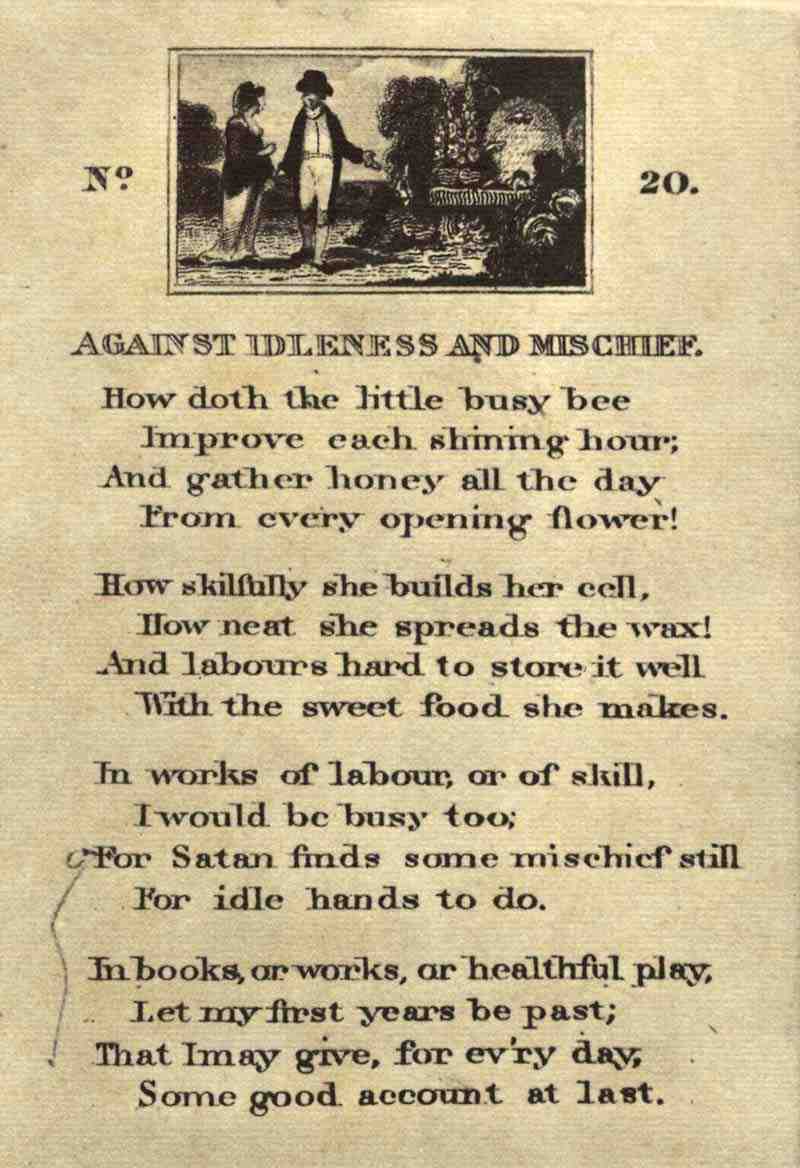 No. 20.
AGAINST IDLENESS AND MISCHIEF.
How doth the little busy bee
Improve each shining hour;
And gather honey all the day
From every opening flower!
How skilfully she builds her cell,
How neat she spreads the wax!
And labours hard to store it well
With the sweet food she makes.
In works of labour, or of skill,
I would be busy too;
For Satan finds some mischief still
For idle hands to do.
In books, or works, or healthful play,
Let my first years be past;
That I may give, for ev'ry day,
Some good account at last.